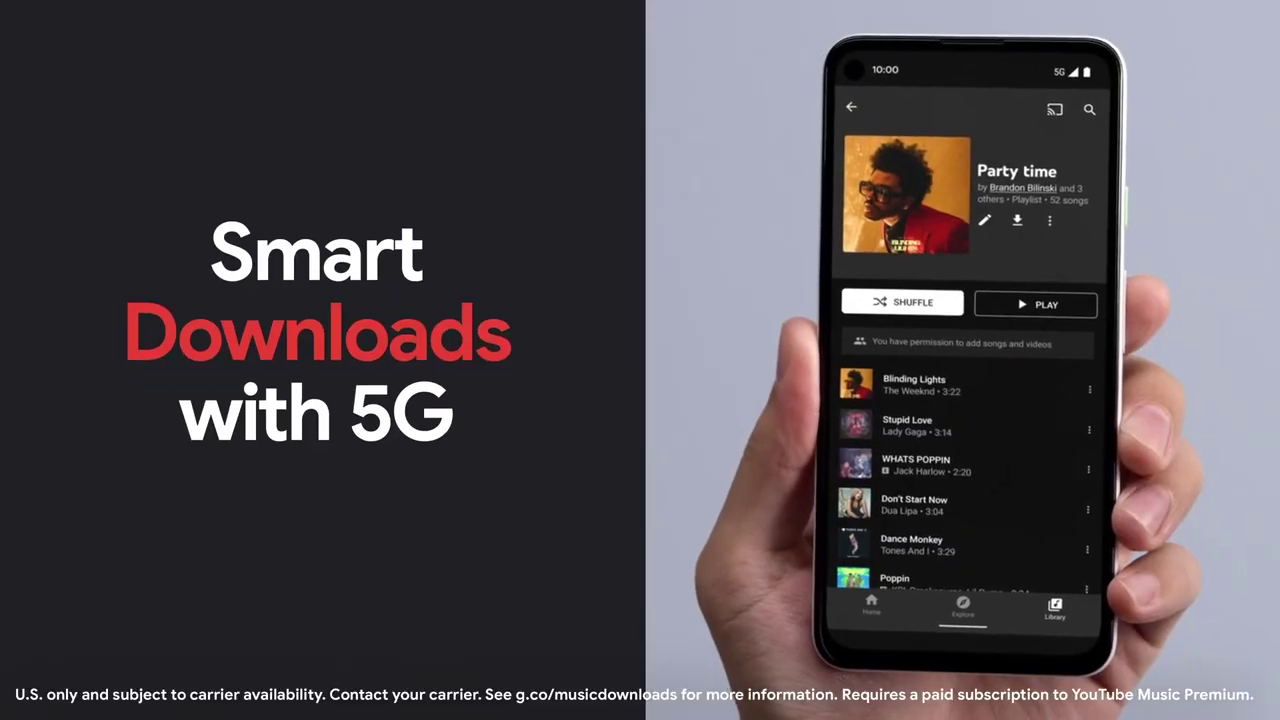 Smart
Downloads
with 5G
10:00
5G
Party time
by Brandon Bilinski and 3
others • Playlist • 52 songs
BLINDING
LIGHTS
SHUFFLE
PLAY
You have permission to add songs and videos
Blinding Lights
The Weeknd • 3:22
Stupid Love
Lady Gaga • 3:14
WHATS POPPIN
E Jack Harlow • 2:20
Don't Start Now
Dua Lipa • 3:04
Dance Monkey
Tones And I • 3:29
Poppin
Home
Explore
Library
U.S. only and subject to carrier availability. Contact your carrier. See g.co/musicdownloads for more information. Requires a paid subscription to YouTube Music Premium.